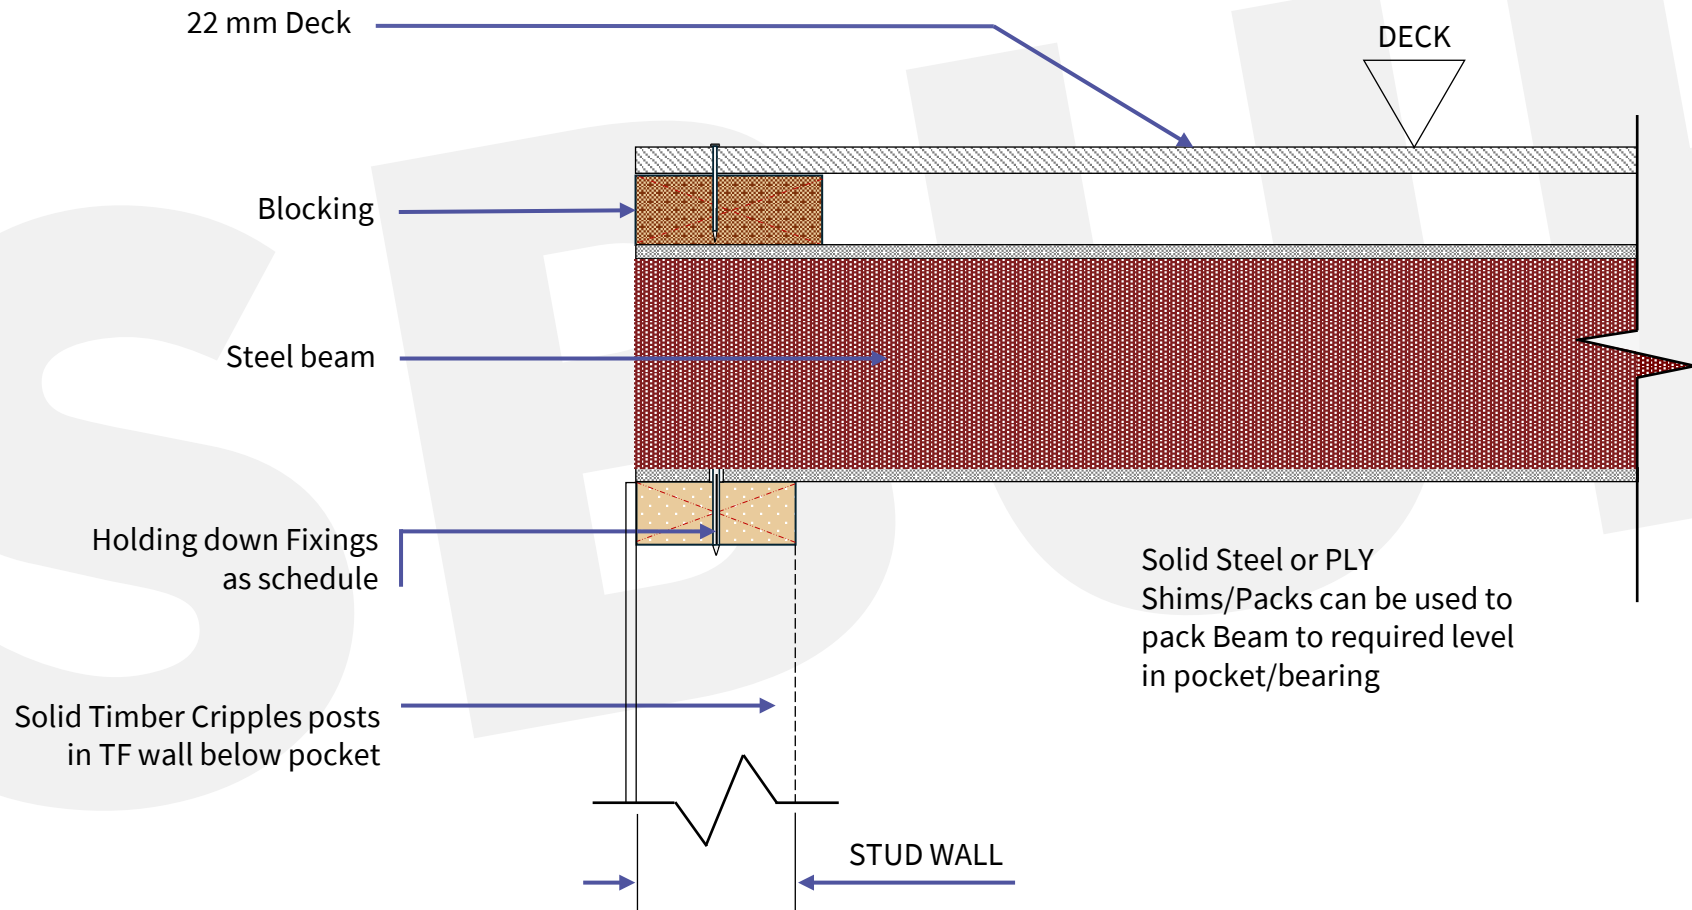 22 mm Deck
DECK
Blocking
Steel beam
Holding down Fixings
as schedule
Solid Steel or PLY
Shims/Packs can be used to
pack Beam to required level
in pocket/bearing
Solid Timber Cripples posts
in TF wall below pocket
STUD WALL